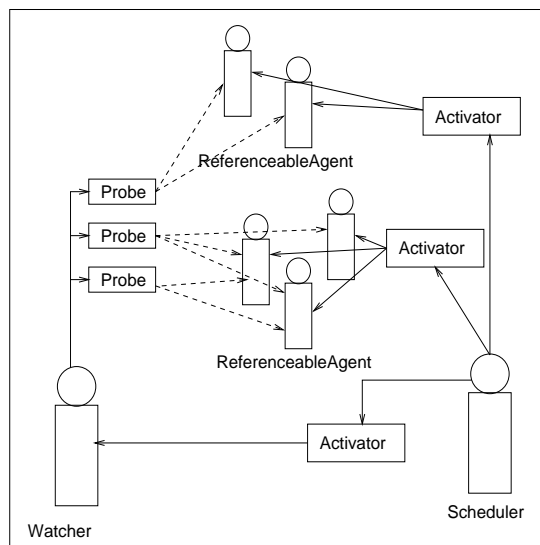 Activator
ReferenceableAgent
Probe
Probe
Activator
Probe
ReferenceableAgent
Activator
Scheduler
Watcher